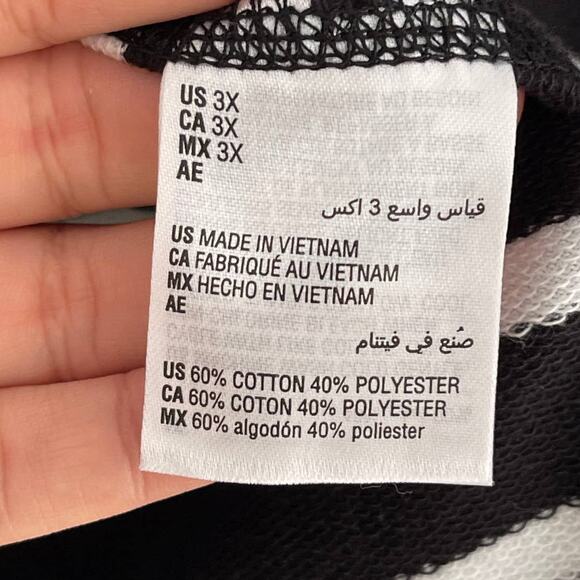 US 3X
CA 3X
MX 3X
AE
قياس واسع 3 اكس
US MADE IN VIETNAM
CA FABRIQUÉ AU VIETNAM
MX HECHO EN VIETNAM
AE
صُنع في فيتنام
US 60% COTTON 40% POLYESTER
CA 60% COTON 40% POLYESTER
MX 60% algodón 40% poliester